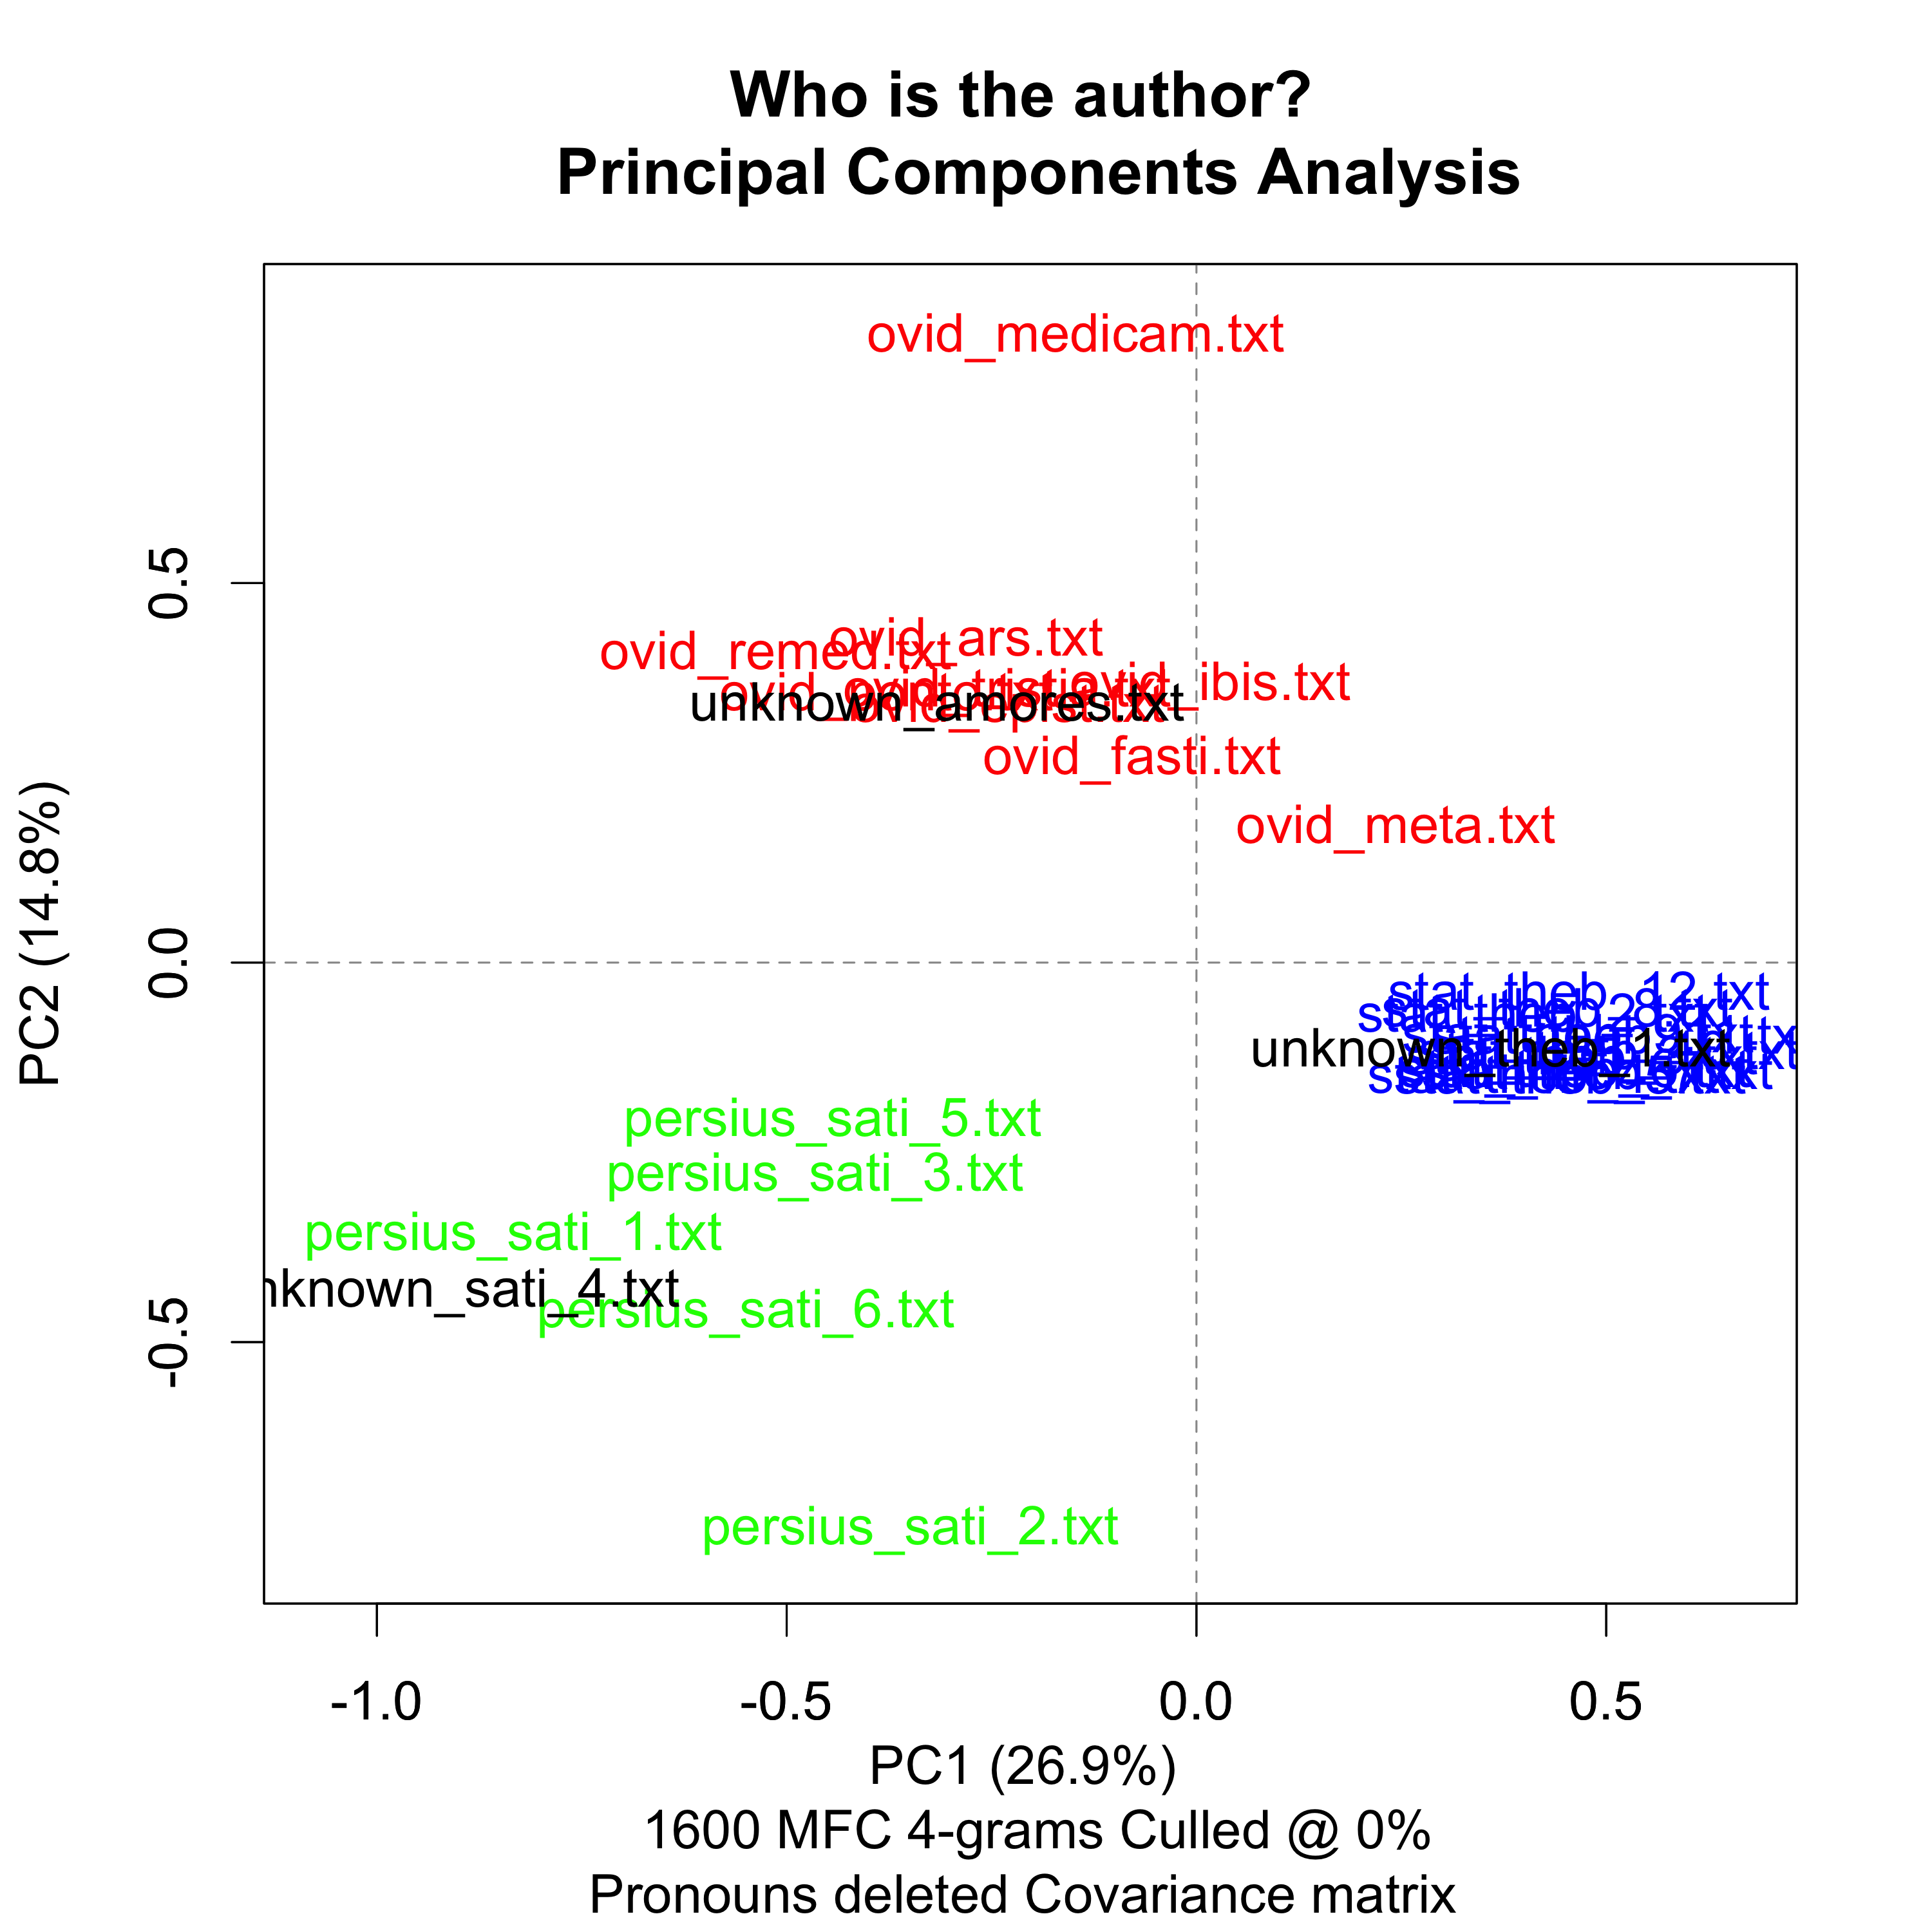 Who is the author?
Principal Components Analysis
ovid_medicam.txt
0.5
ovid_ars.txt
ovid_remed.txt
ovid_ibis.txt
unknown_amores.txt
ovid_fasti.txt
ovid_meta.txt
PC2 (14.8%)
0.0
stat_theb_12.txt
unknown_theb_1.txt
persius_sati_5.txt
persius_sati_3.txt
persius_sati_1.txt
nknown_sati_4.txt
persius_sati_6.txt
-0.5
persius_sati_2.txt
-1.0 -0.5 0.0 0.5
PC1 (26.9%)
1600 MFC 4-grams Culled @ 0%
Pronouns deleted Covariance matrix